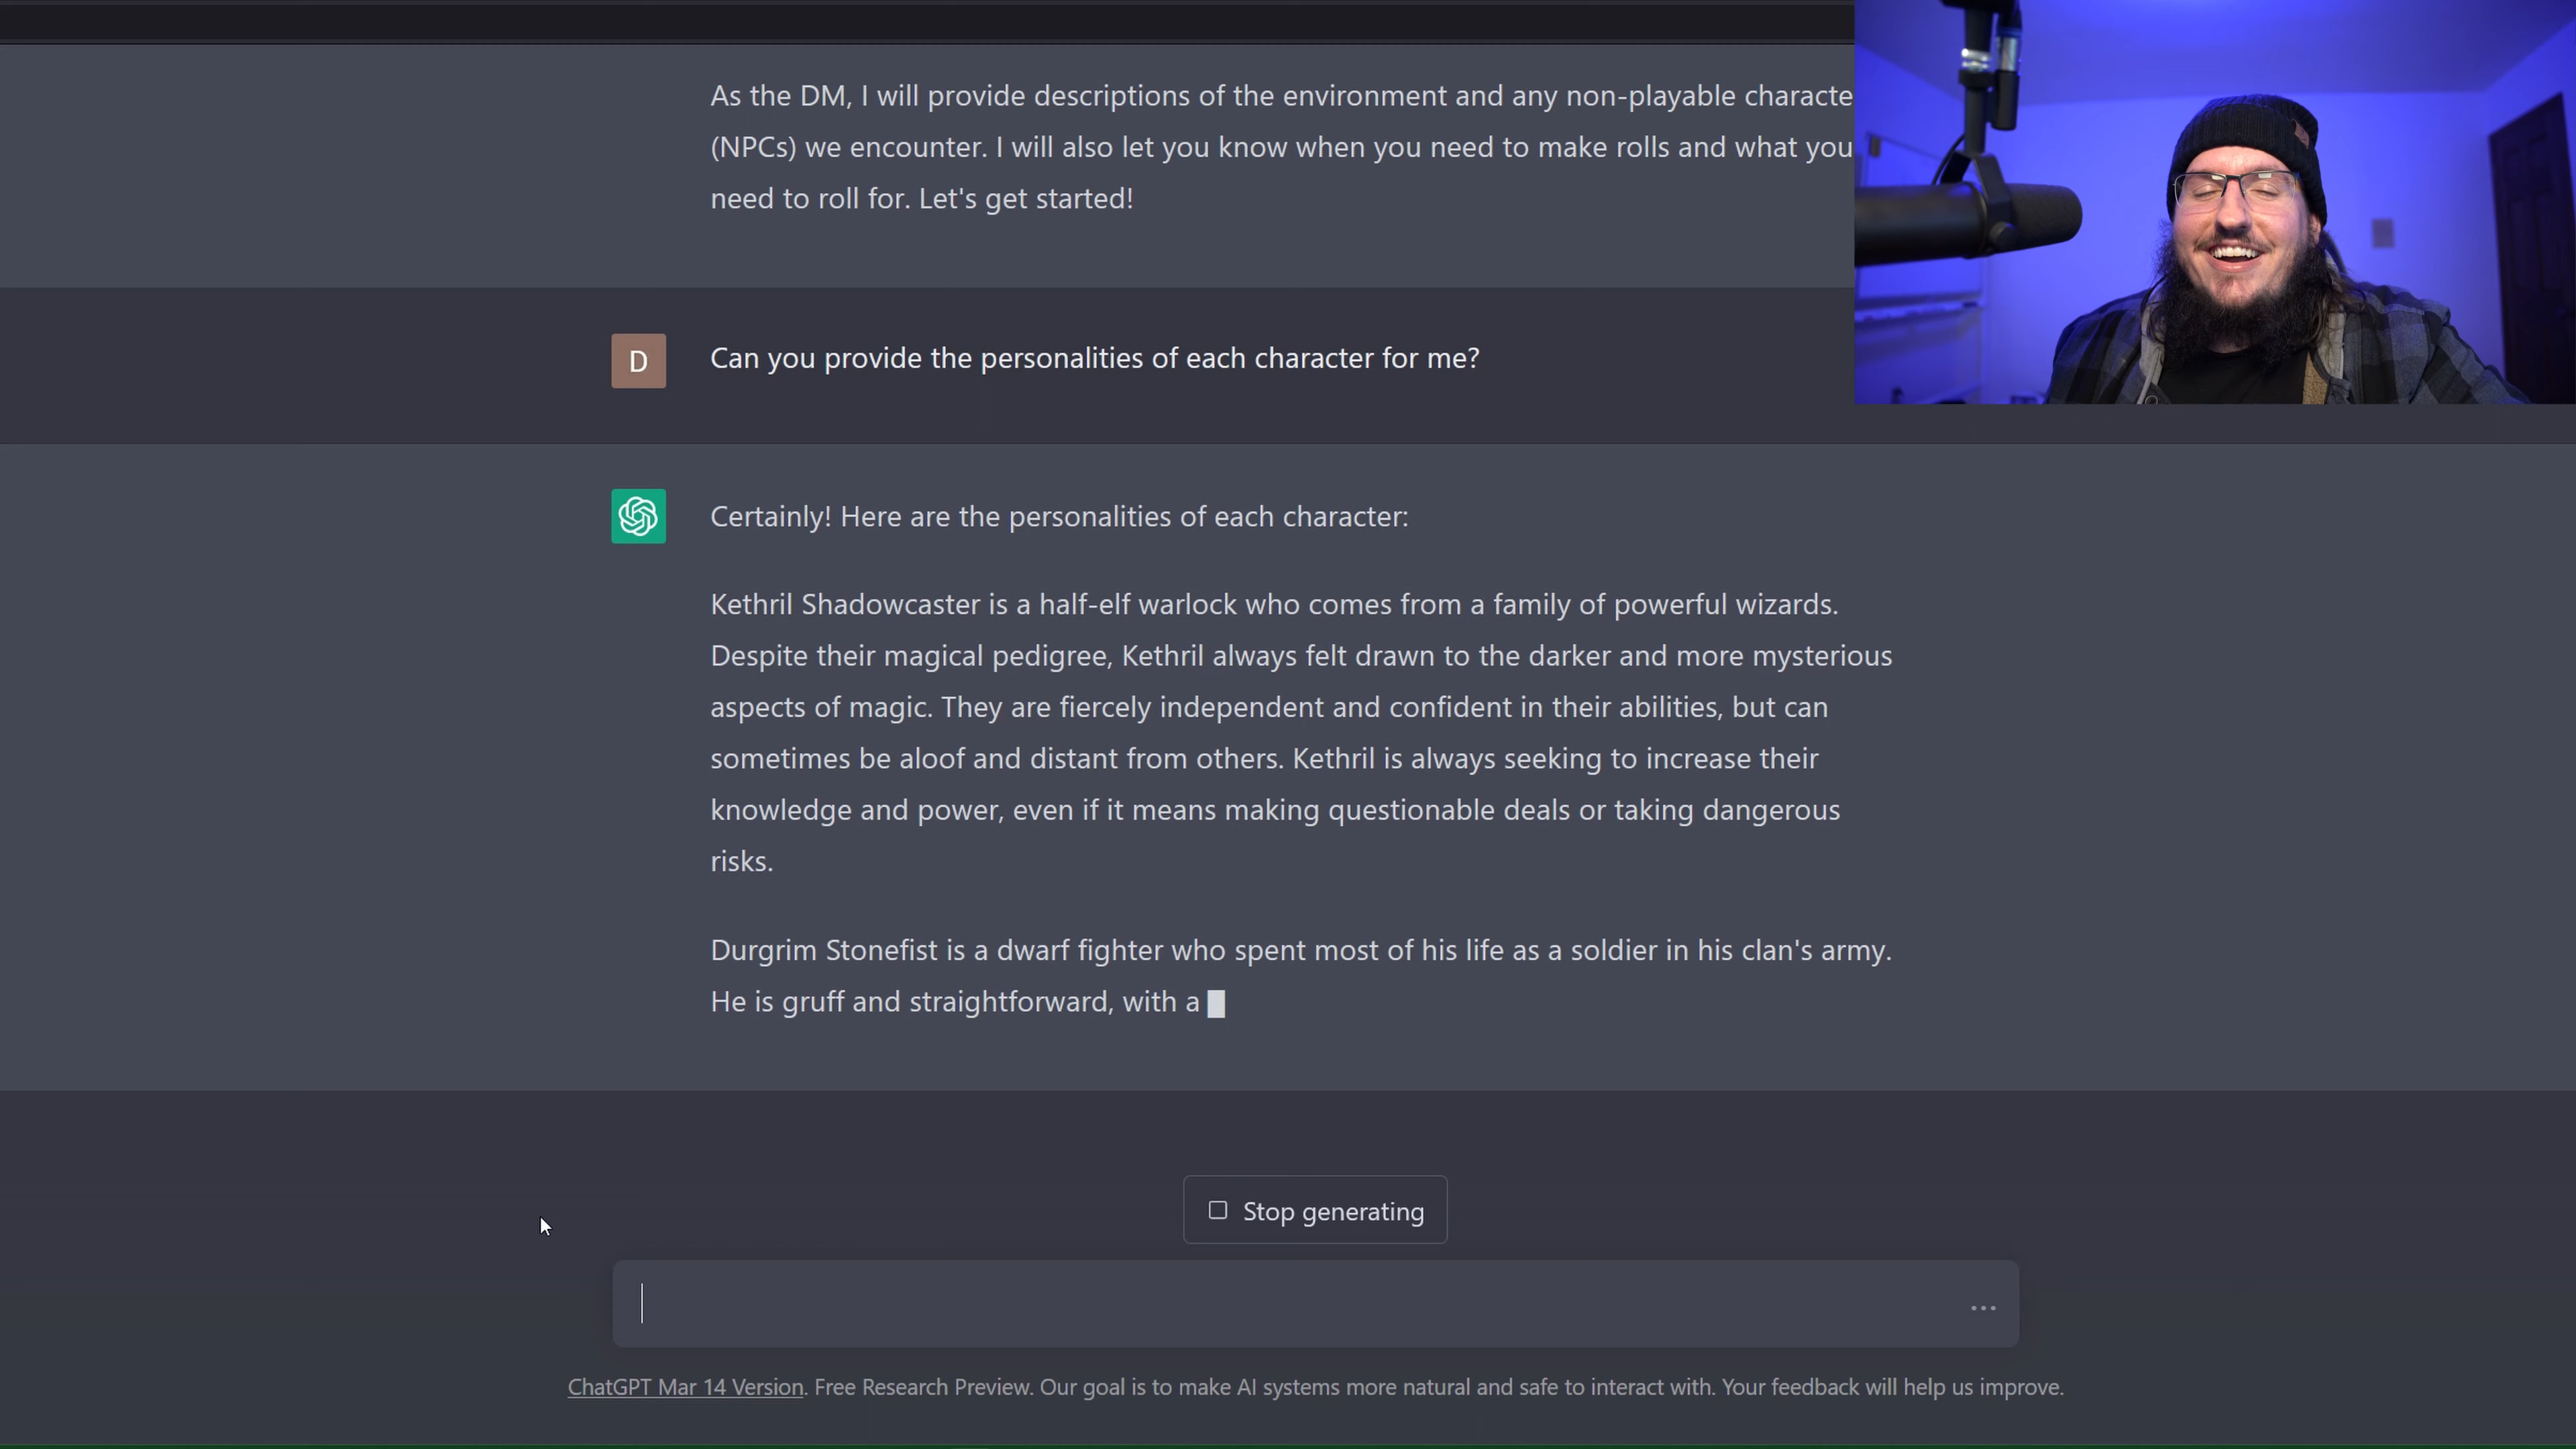 As the DM, I will provide descriptions of the environment and any non-playable characte
(NPCs) we encounter. I will also let you know when you need to make rolls and what you
need to roll for. Let's get started!
D
Can you provide the personalities of each character for me?
Certainly! Here are the personalities of each character:
Kethril Shadowcaster is a half-elf warlock who comes from a family of powerful wizards.
Despite their magical pedigree, Kethril always felt drawn to the darker and more mysterious
aspects of magic. They are fiercely independent and confident in their abilities, but can
sometimes be aloof and distant from others. Kethril is always seeking to increase their
knowledge and power, even if it means making questionable deals or taking dangerous
risks.
Durgrim Stonefist is a dwarf fighter who spent most of his life as a soldier in his clan's army.
He is gruff and straightforward, with a
Stop generating
ChatGPT Mar 14 Version. Free Research Preview. Our goal is to make AI systems more natural and safe to interact with. Your feedback will help us improve.